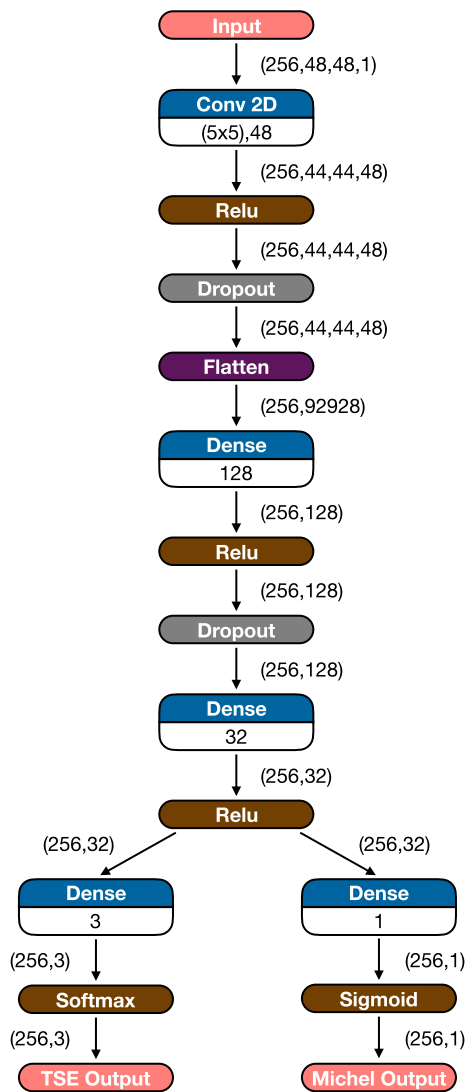 Input
(256,48,48,1)
Conv 2D
(5x5),48
(256,44,44,48)
Relu
(256,44,44,48)
Dropout
(256,44,44,48)
Flatten
(256,92928)
Dense
128
(256,128)
Relu
(256,128)
Dropout
(256,128)
Dense
32
(256,32)
Relu
(256,32)
(256,32)
Dense
Dense
3
1
(256,3)
(256,1)
Softmax
Sigmoid
(256,3)
(256,1)
TSE Output
Michel Output